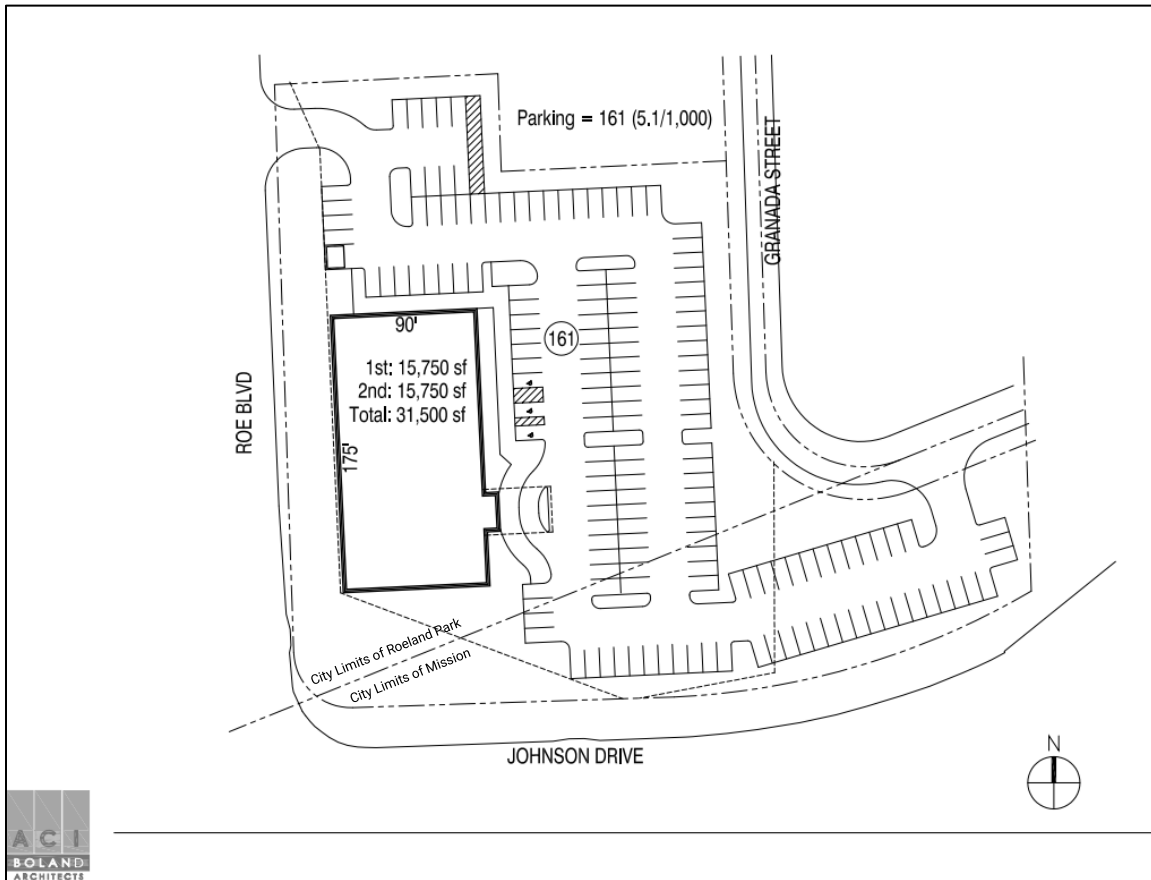 Parking = 161 (5.1/1,000)
GRANADA STREET
161
90'
1st: 15,750 sf
2nd: 15,750 sf
Total: 31,500 sf
175'
ROE BLVD
City Limits of Roeland Park
City Limits of Mission
JOHNSON DRIVE
N
ACI
BOLAND
ARCHITECTS